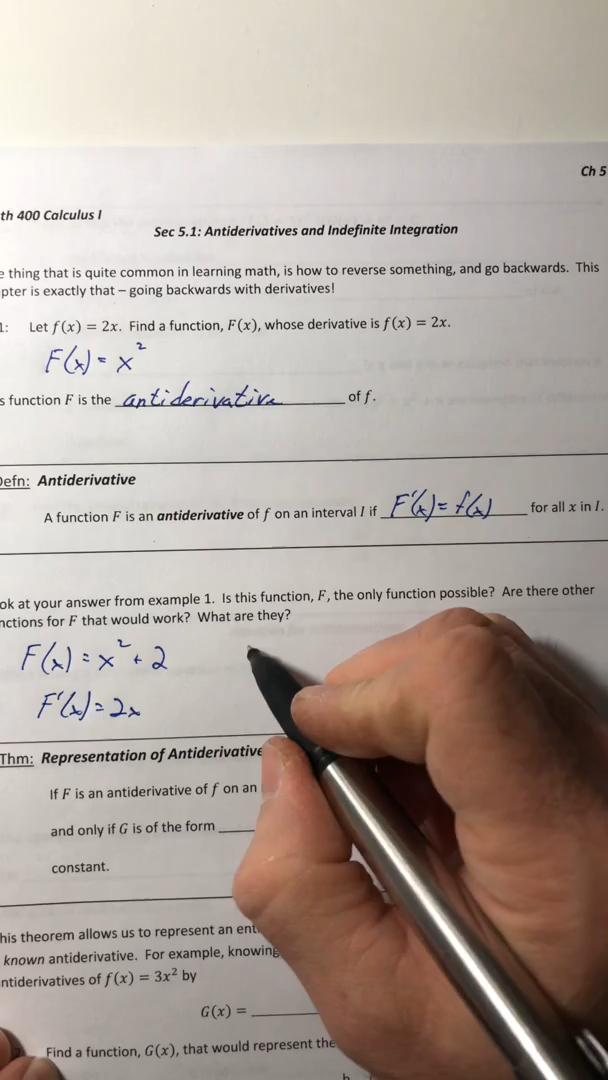 Ch 5
th 400 Calculus I
Sec 5.1: Antiderivatives and Indefinite Integration
e thing that is quite common in learning math, is how to reverse something, and go backwards. This
pter is exactly that – going backwards with derivatives!
1: Let f(x) = 2x. Find a function, F(x), whose derivative is f(x) = 2x.
F(x) = x²
s function F is the antiderivative of f.
Defn: Antiderivative
A function F is an antiderivative of f on an interval I if F'(x) = f(x) for all x in I.
ok at your answer from example 1. Is this function, F, the only function possible? Are there other
nctions for F that would work? What are they?
F(x) = x² + 2
F'(x) = 2x
Thm: Representation of Antiderivative
If F is an antiderivative of f on an
and only if G is of the form
constant.
his theorem allows us to represent an ent
known antiderivative. For example, knowing
ntiderivatives of f(x) = 3x² by
G(x) =
Find a function, G(x), that would represent the